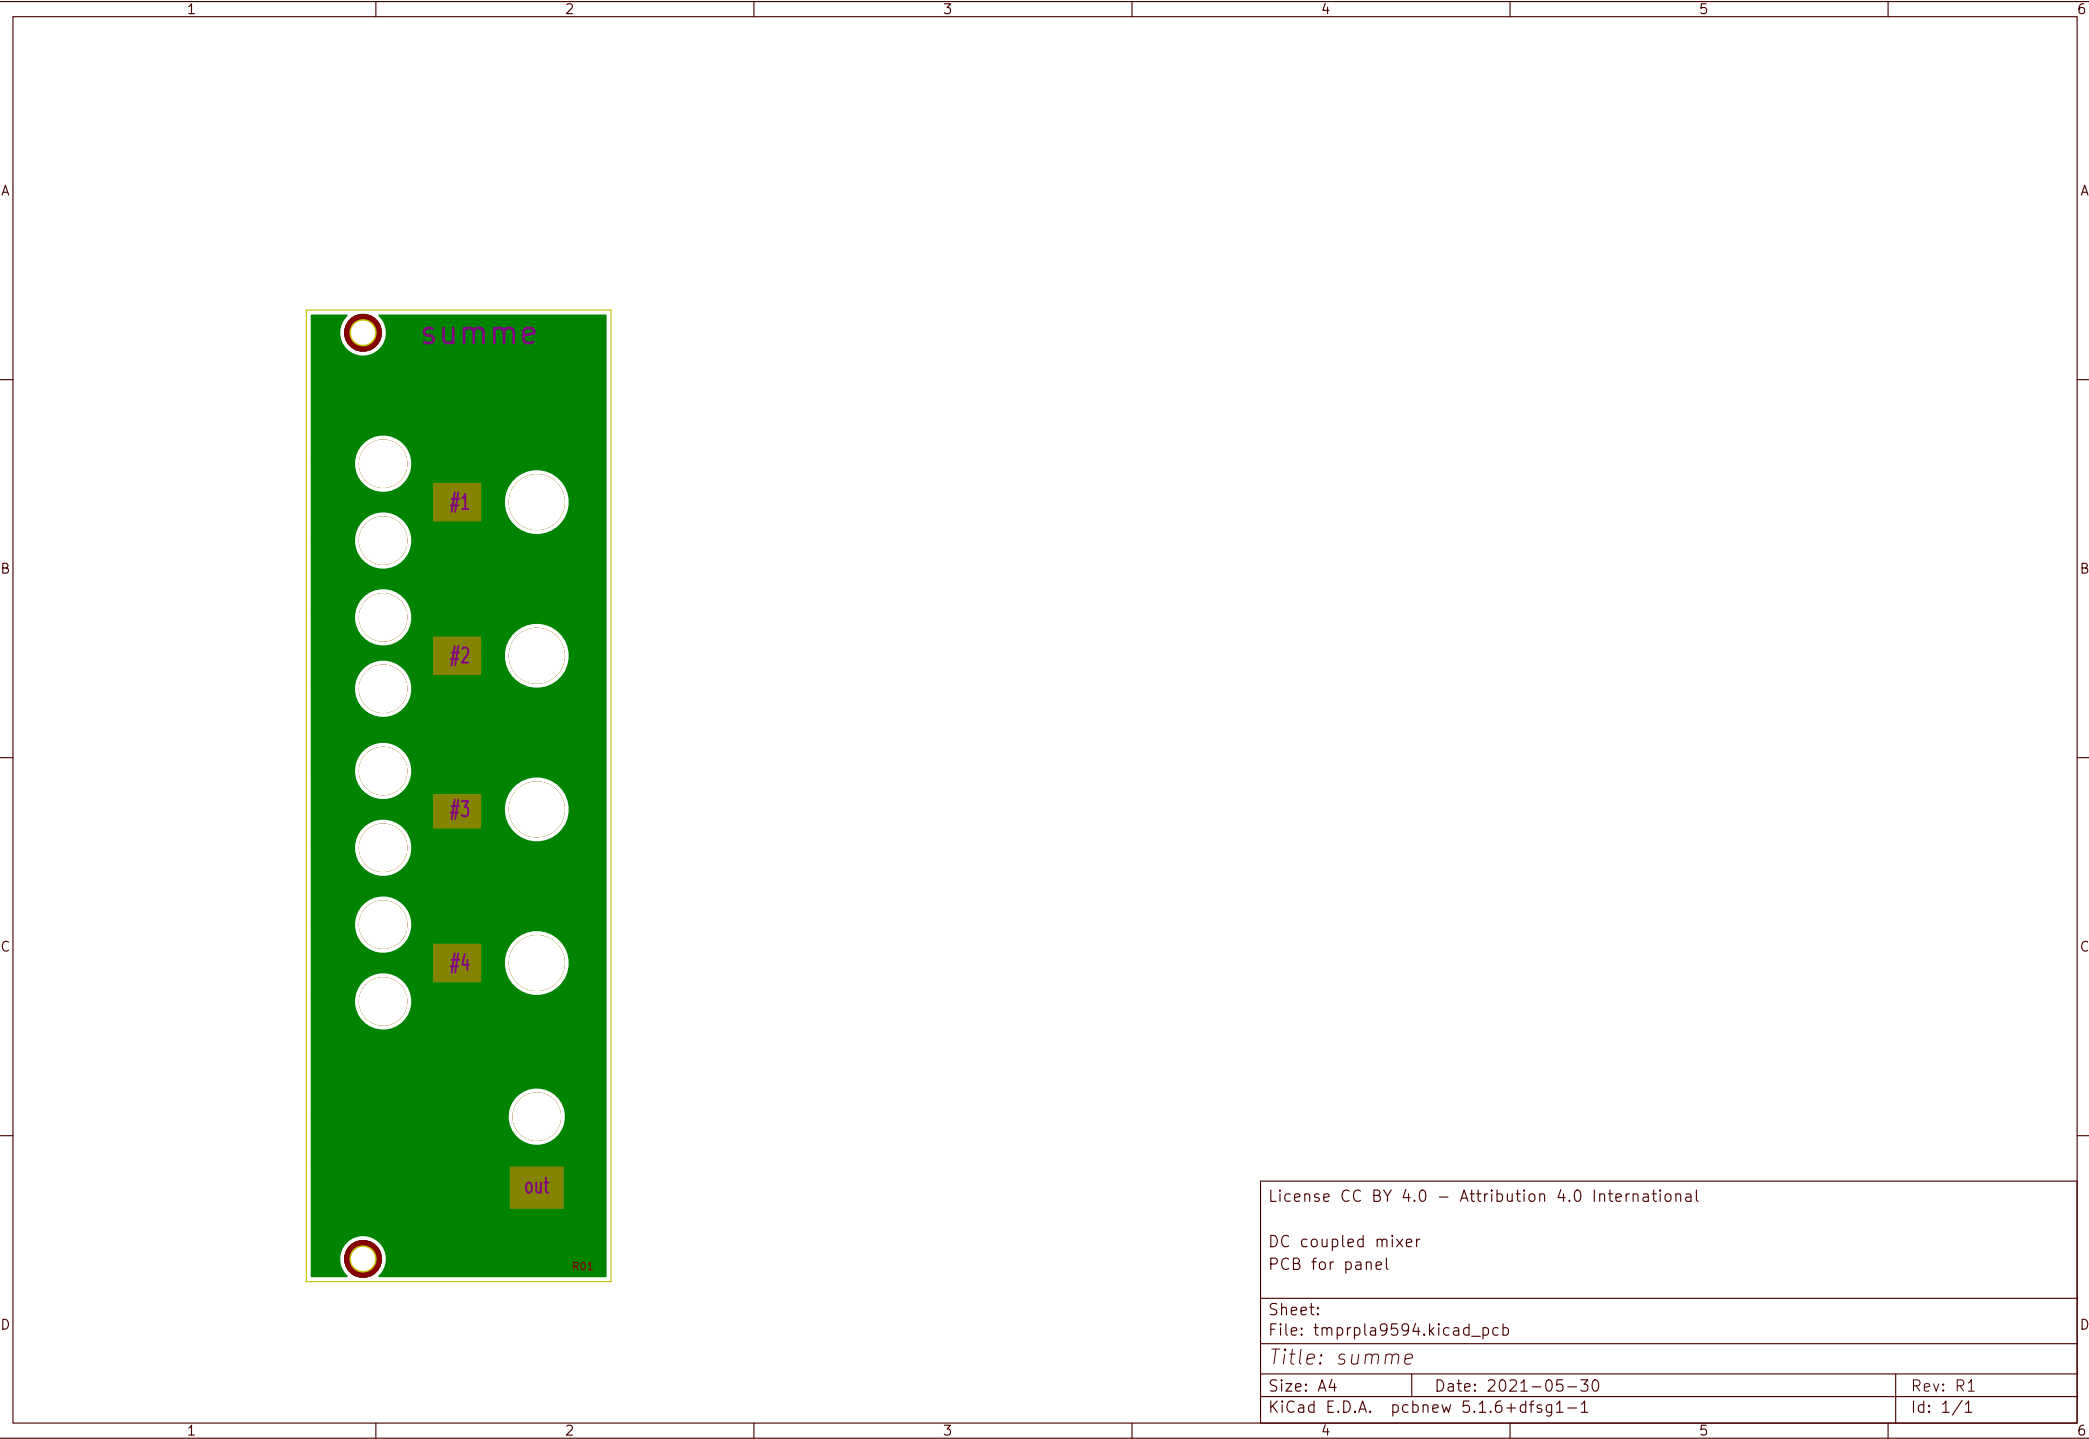 1 2 3 4 5 6
A A
B B
C C
D D
summe
#1
#2
#3
#4
out
R01
License CC BY 4.0 - Attribution 4.0 International
DC coupled mixer
PCB for panel
Sheet:
File: tmprpla9594.kicad_pcb
Title: summe
Size: A4 Date: 2021-05-30 Rev: R1
KiCad E.D.A. pcbnew 5.1.6+dfsg1-1 Id: 1/1
1 2 3 4 5 6